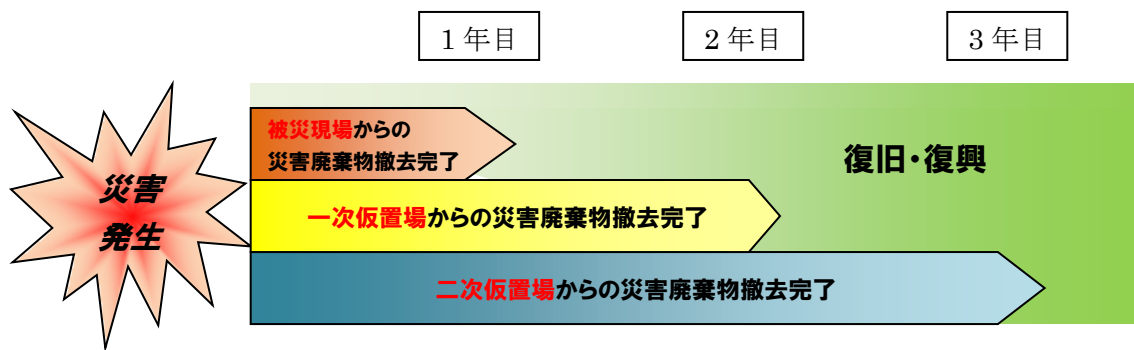 1年目
2年目
3年目
災害
発生
被災現場からの
災害廃棄物撤去完了
復旧・復興
一次仮置場からの災害廃棄物撤去完了
二次仮置場からの災害廃棄物撤去完了